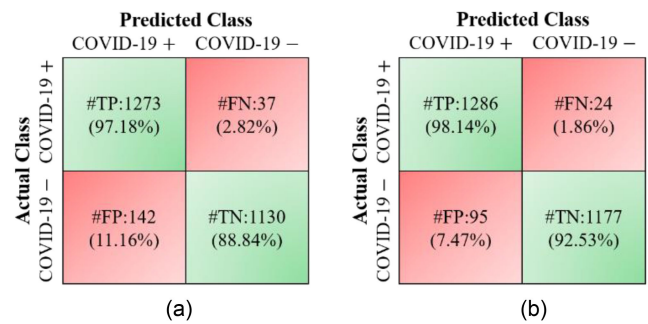 Predicted Class
COVID-19 + COVID-19 −
Actual Class
COVID-19 + 
COVID-19 −
#TP:1273
(97.18%)
#FN:37
(2.82%)
#FP:142
(11.16%)
#TN:1130
(88.84%)
(a)
Predicted Class
COVID-19 + COVID-19 −
Actual Class
COVID-19 +
COVID-19 −
#TP:1286
(98.14%)
#FN:24
(1.86%)
#FP:95
(7.47%)
#TN:1177
(92.53%)
(b)